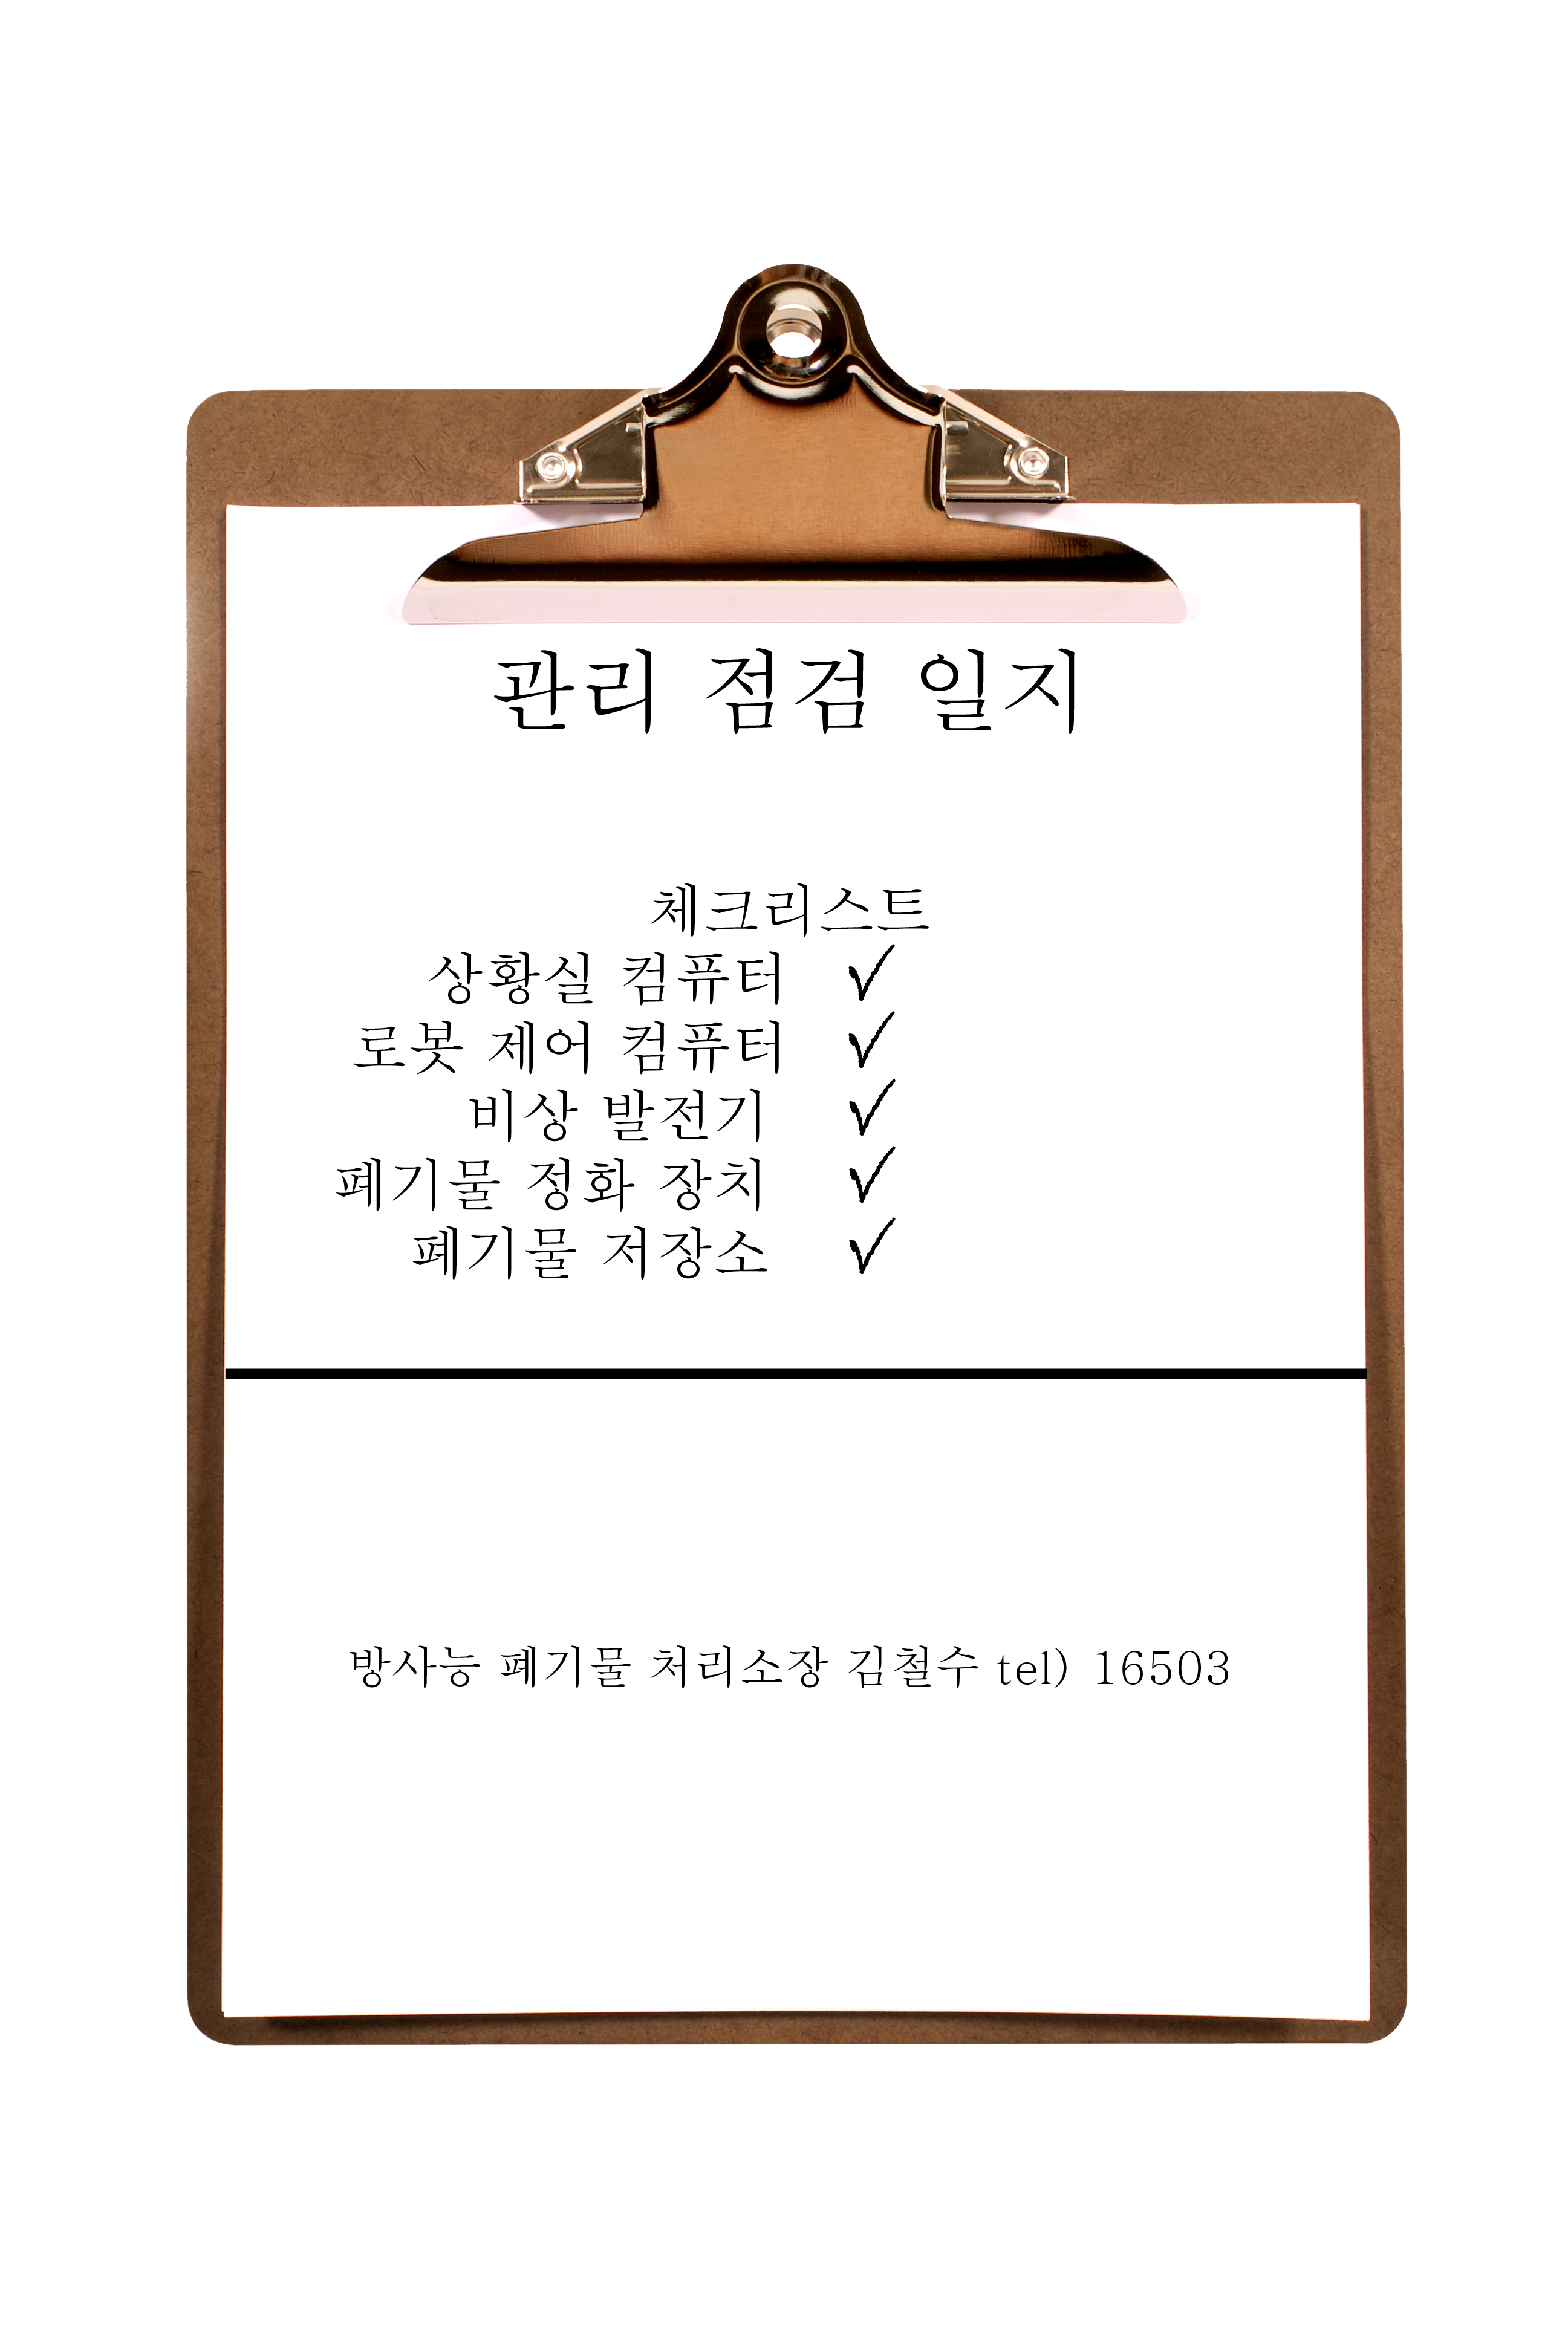 관리 점검 일지
체크리스트
상황실 컴퓨터 ✓
로봇 제어 컴퓨터 ✓
비상 발전기 ✓
폐기물 정화 장치 ✓
폐기물 저장소 ✓
방사능 폐기물 처리소장 김철수 tel) 16503